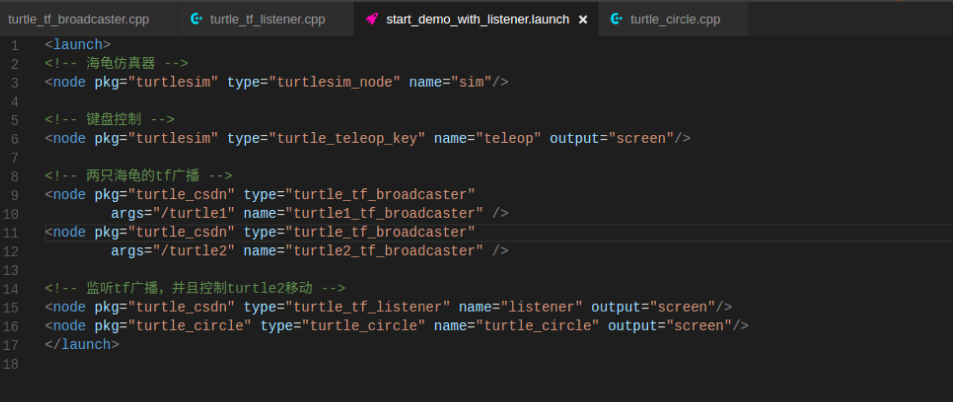 turtle_tf_broadcaster.cpp turtle_tf_listener.cpp start_demo_with_listener.launch turtle_circle.cpp
1 <launch>
2 <!-- 海龟仿真器 -->
3 <node pkg="turtlesim" type="turtlesim_node" name="sim"/>
4
5 <!-- 键盘控制 -->
6 <node pkg="turtlesim" type="turtle_teleop_key" name="teleop" output="screen"/>
7
8 <!-- 两只海龟的tf广播 -->
9 <node pkg="turtle_csdn" type="turtle_tf_broadcaster"
10 args="/turtle1" name="turtle1_tf_broadcaster" />
11 <node pkg="turtle_csdn" type="turtle_tf_broadcaster"
12 args="/turtle2" name="turtle2_tf_broadcaster" />
13
14 <!-- 监听tf广播，并且控制turtle2移动 -->
15 <node pkg="turtle_csdn" type="turtle_tf_listener" name="listener" output="screen"/>
16 <node pkg="turtle_circle" type="turtle_circle" name="turtle_circle" output="screen"/>
17 </launch>
18